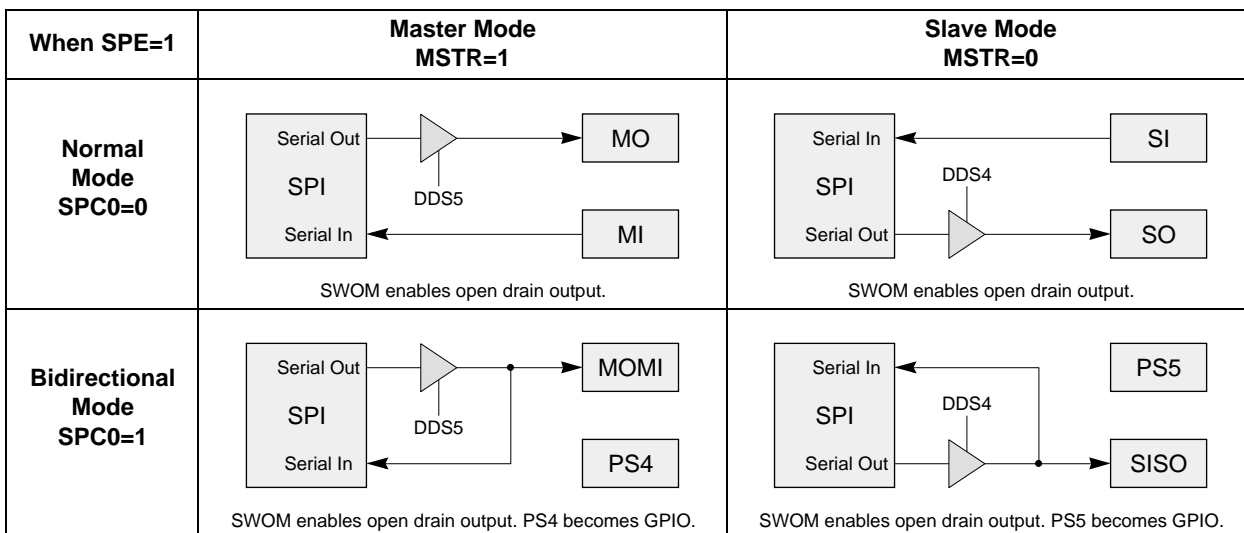 When SPE=1
Master Mode
MSTR=1
Slave Mode
MSTR=0
Normal
Mode
SPC0=0
Serial Out
MO
SPI
DDS5
Serial In
MI
SWOM enables open drain output.
Serial In
SI
DDS4
SPI
Serial Out
SO
SWOM enables open drain output.
Bidirectional
Mode
SPC0=1
Serial Out
MOMI
SPI
DDS5
Serial In
PS4
SWOM enables open drain output. PS4 becomes GPIO.
Serial In
PS5
DDS4
SPI
Serial Out
SISO
SWOM enables open drain output. PS5 becomes GPIO.